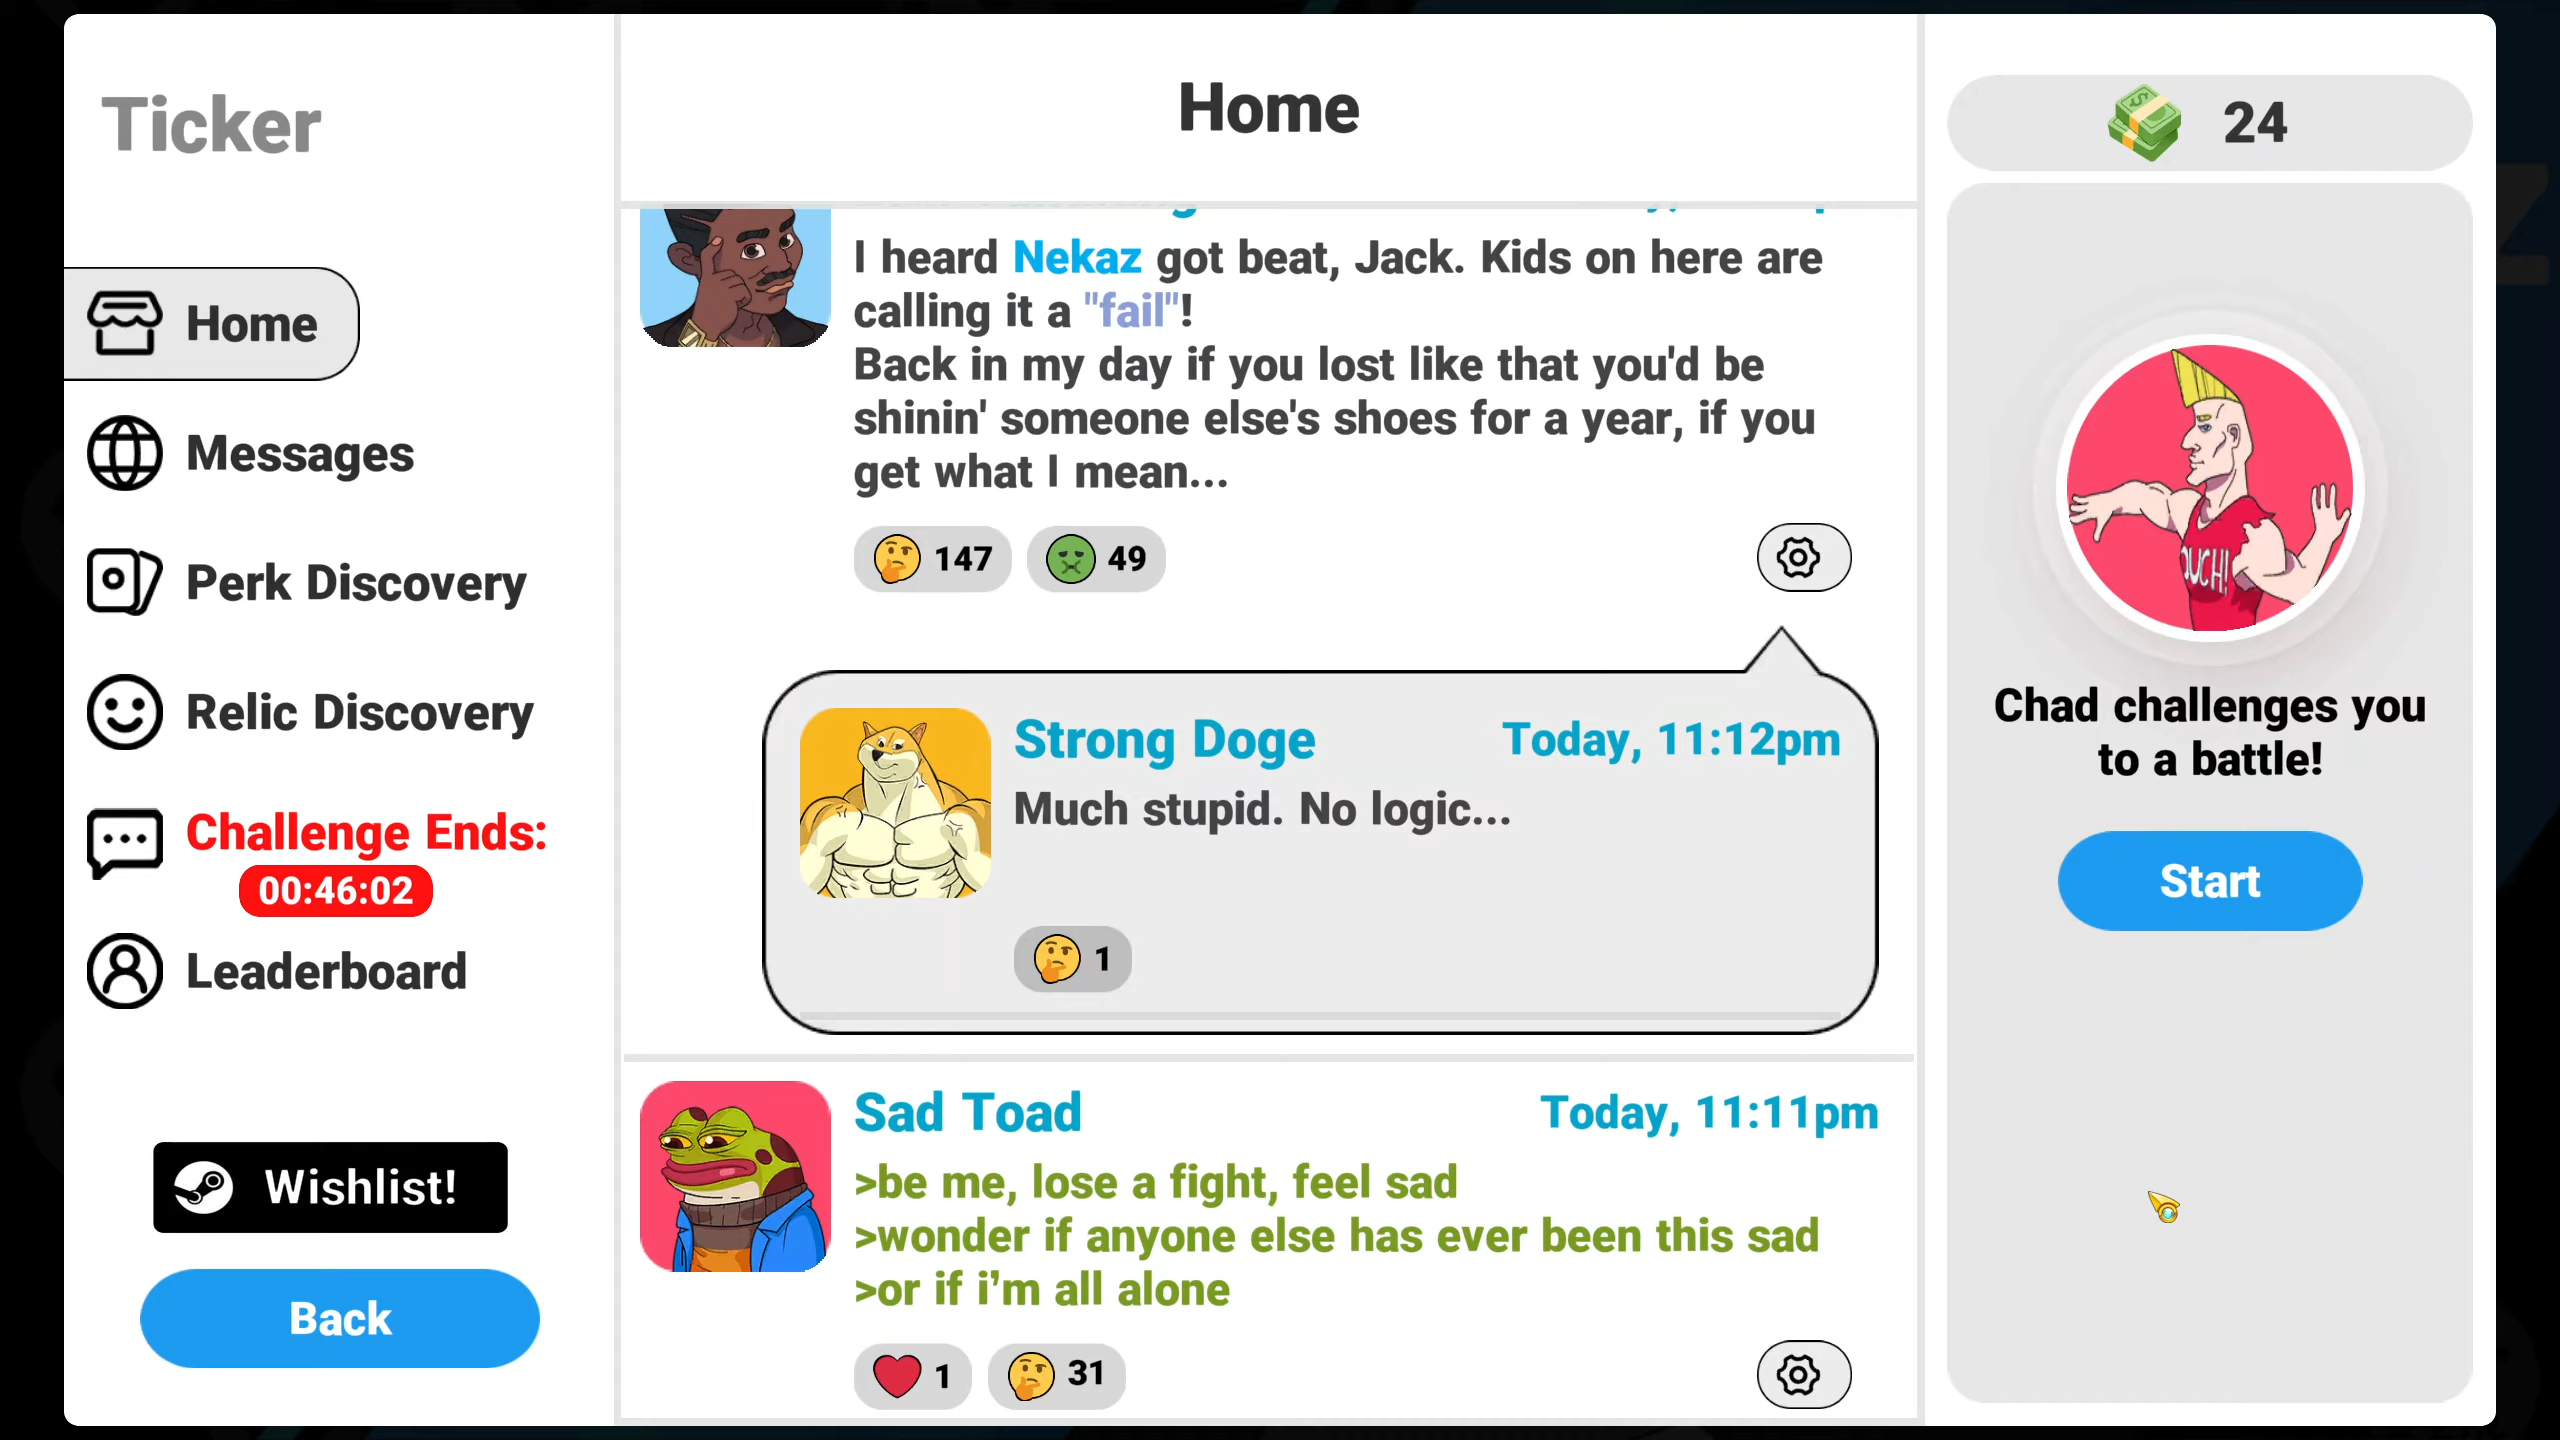 Ticker
Home
Messages
Perk Discovery
Relic Discovery
Challenge Ends:
00:46:02
Leaderboard
Wishlist!
Back
Home
I heard Nekaz got beat, Jack. Kids on here are
calling it a "fail"!
Back in my day if you lost like that you'd be
shinin' someone else's shoes for a year, if you
get what I mean...
147
49
Strong Doge
Today, 11:12pm
Much stupid. No logic...
1
Sad Toad
Today, 11:11pm
>be me, lose a fight, feel sad
>wonder if anyone else has ever been this sad
>or if i’m all alone
1
31
24
OUCH!
Chad challenges you
to a battle!
Start